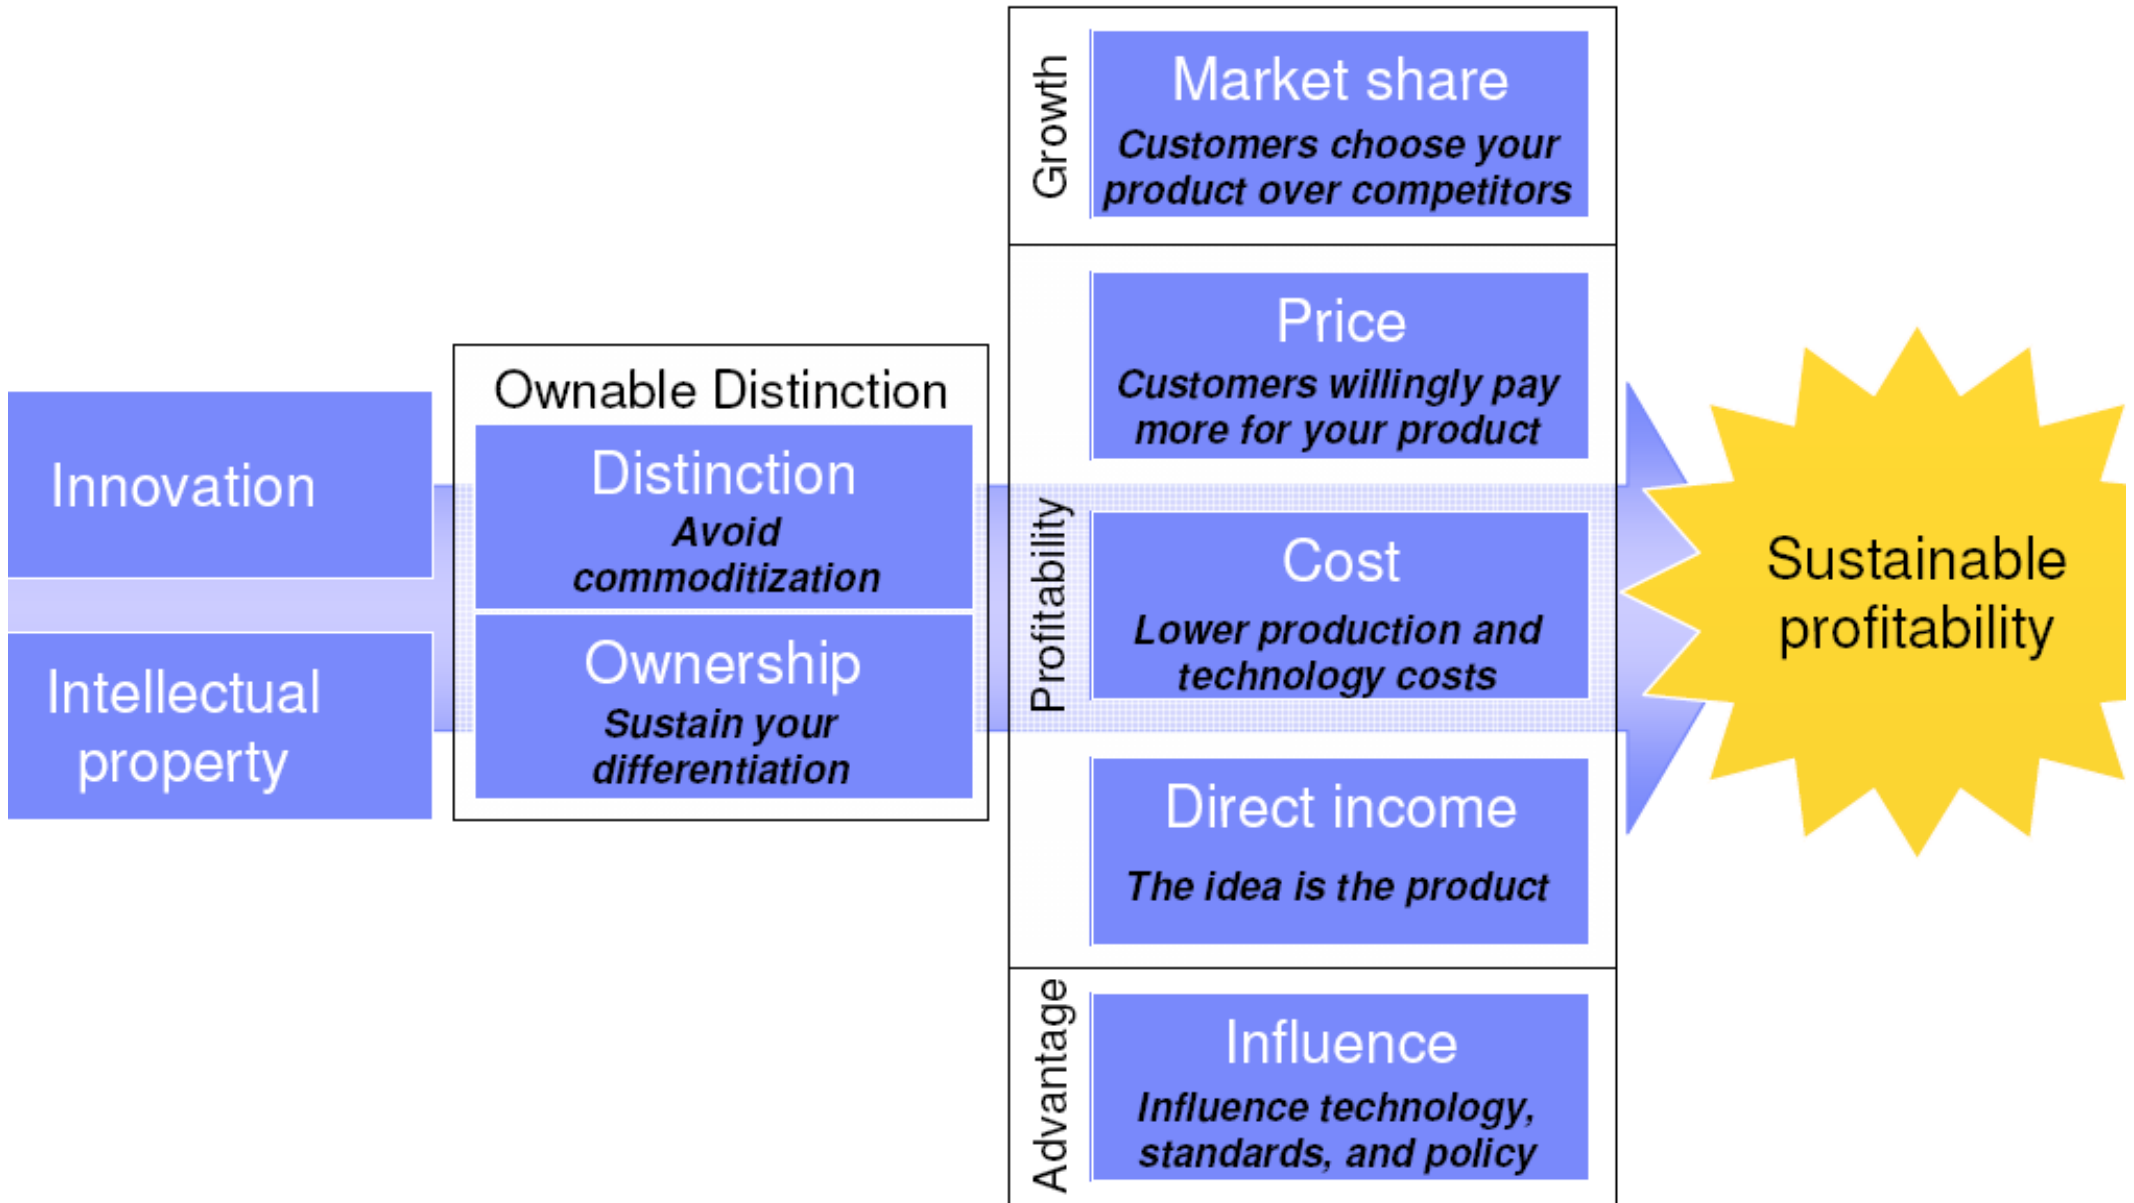 Innovation
Intellectual
property
Ownable Distinction
Distinction
Avoid
commoditization
Ownership
Sustain your
differentiation
Growth
Market share
Customers choose your
product over competitors
Profitability
Price
Customers willingly pay
more for your product
Cost
Lower production and
technology costs
Direct income
The idea is the product
Advantage
Influence
Influence technology,
standards, and policy
Sustainable
profitability